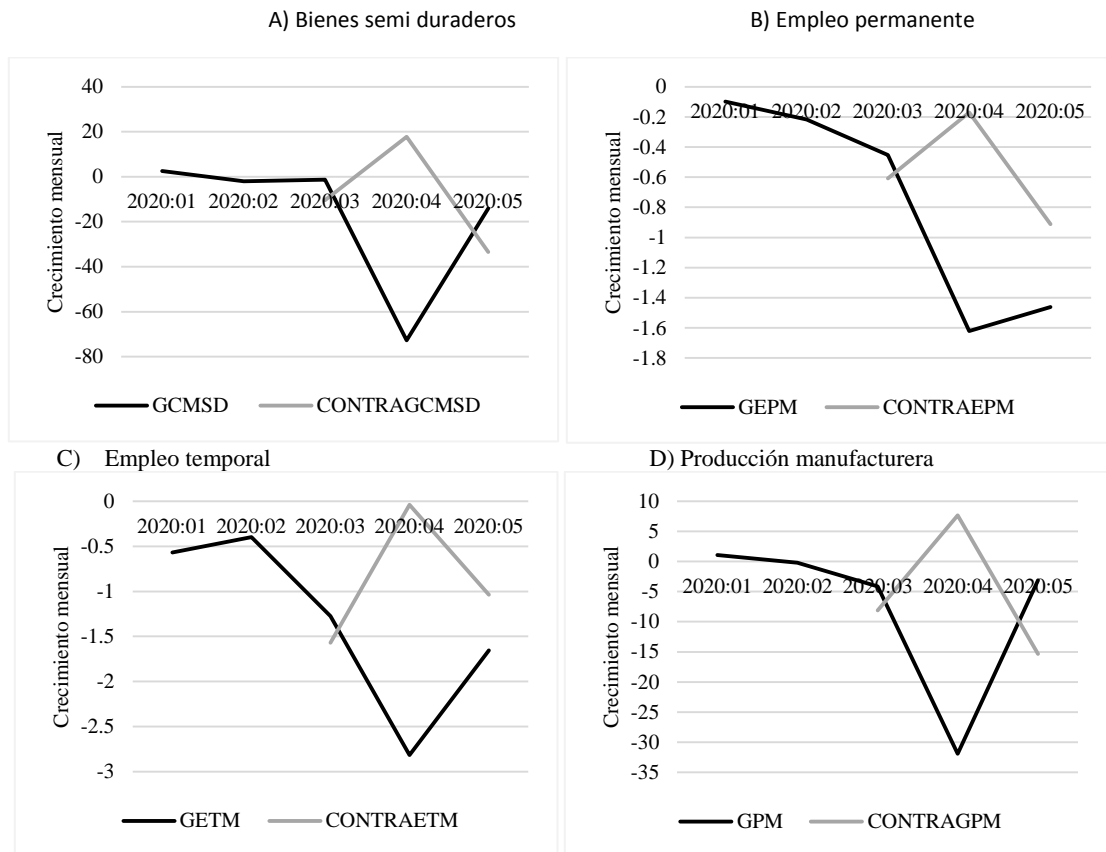 A) Bienes semi duraderos
Crecimiento mensual
40
20
0
-20
-40
-60
-80
2020:01 2020:02 2020:03 2020:04 2020:05
GCMSD CONTRAGCMSD
B) Empleo permanente
Crecimiento mensual
0
-0.2
-0.4
-0.6
-0.8
-1
-1.2
-1.4
-1.6
-1.8
2020:01 2020:02 2020:03 2020:04 2020:05
GEPM CONTRAEPM
C) Empleo temporal
Crecimiento mensual
0
-0.5
-1
-1.5
-2
-2.5
-3
2020:01 2020:02 2020:03 2020:04 2020:05
GETM CONTRAETM
D) Producción manufacturera
Crecimiento mensual
10
5
0
-5
-10
-15
-20
-25
-30
-35
2020:01 2020:02 2020:03 2020:04 2020:05
GPM CONTRAGPM